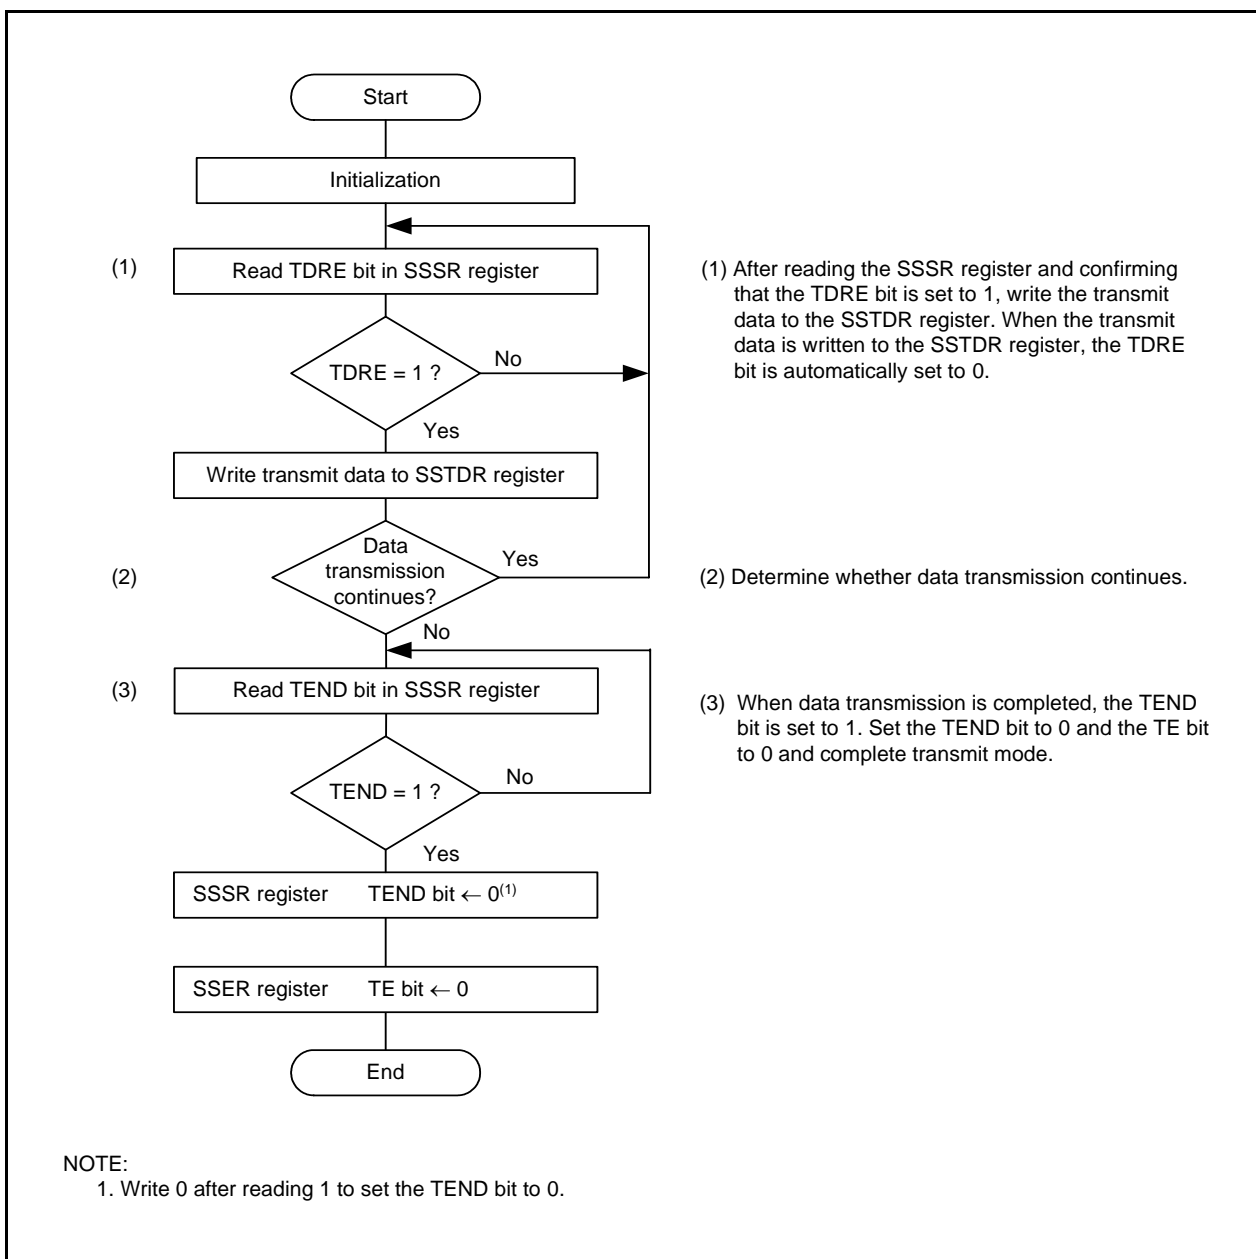 Start
Initialization
(1)
Read TDRE bit in SSSR register
(1) After reading the SSSR register and confirming
that the TDRE bit is set to 1, write the transmit
data to the SSTDR register. When the transmit
data is written to the SSTDR register, the TDRE
bit is automatically set to 0.
TDRE = 1 ?
No
Yes
Write transmit data to SSTDR register
Data
transmission
continues?
Yes
(2)
(2) Determine whether data transmission continues.
No
(3)
Read TEND bit in SSSR register
(3) When data transmission is completed, the TEND
bit is set to 1. Set the TEND bit to 0 and the TE bit
to 0 and complete transmit mode.
TEND = 1 ?
No
Yes
SSSR register TEND bit ← 0(1)
SSER register TE bit ← 0
End
NOTE:
1. Write 0 after reading 1 to set the TEND bit to 0.